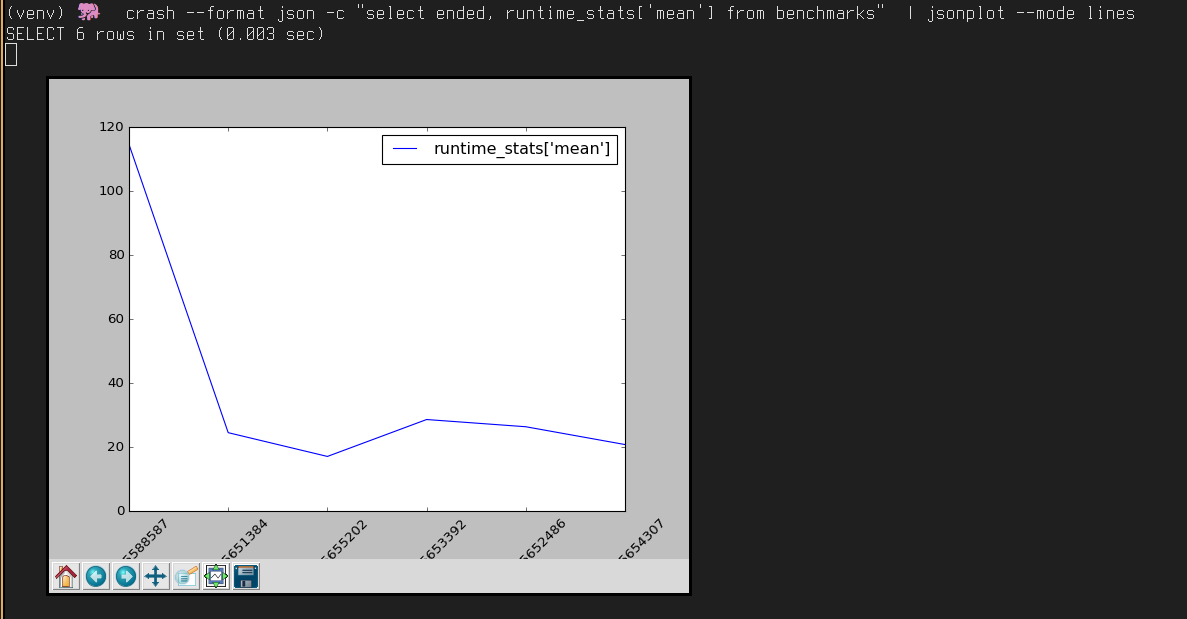 (venv) crash --format json -c "select ended, runtime_stats['mean'] from benchmarks" | jsonplot --mode lines
SELECT 6 rows in set (0.003 sec)
120
runtime_stats['mean']
100
80
60
40
20
0
5588587 5651384 5655202 5653392 5652486 5654307